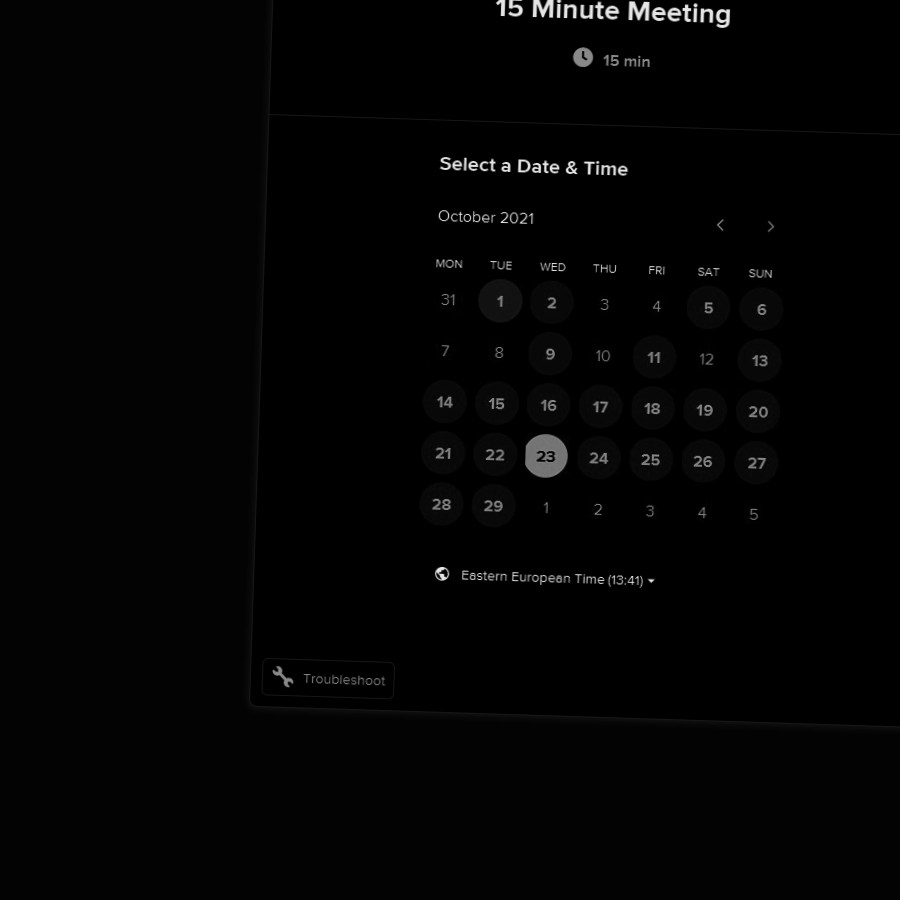 15 Minute Meeting
15 min
Select a Date & Time
October 2021
MON TUE WED THU FRI SAT SUN
31 1 2 3 4 5 6
7 8 9 10 11 12 13
14 15 16 17 18 19 20
21 22 23 24 25 26 27
28 29 1 2 3 4 5
Eastern European Time (13:41)
Troubleshoot